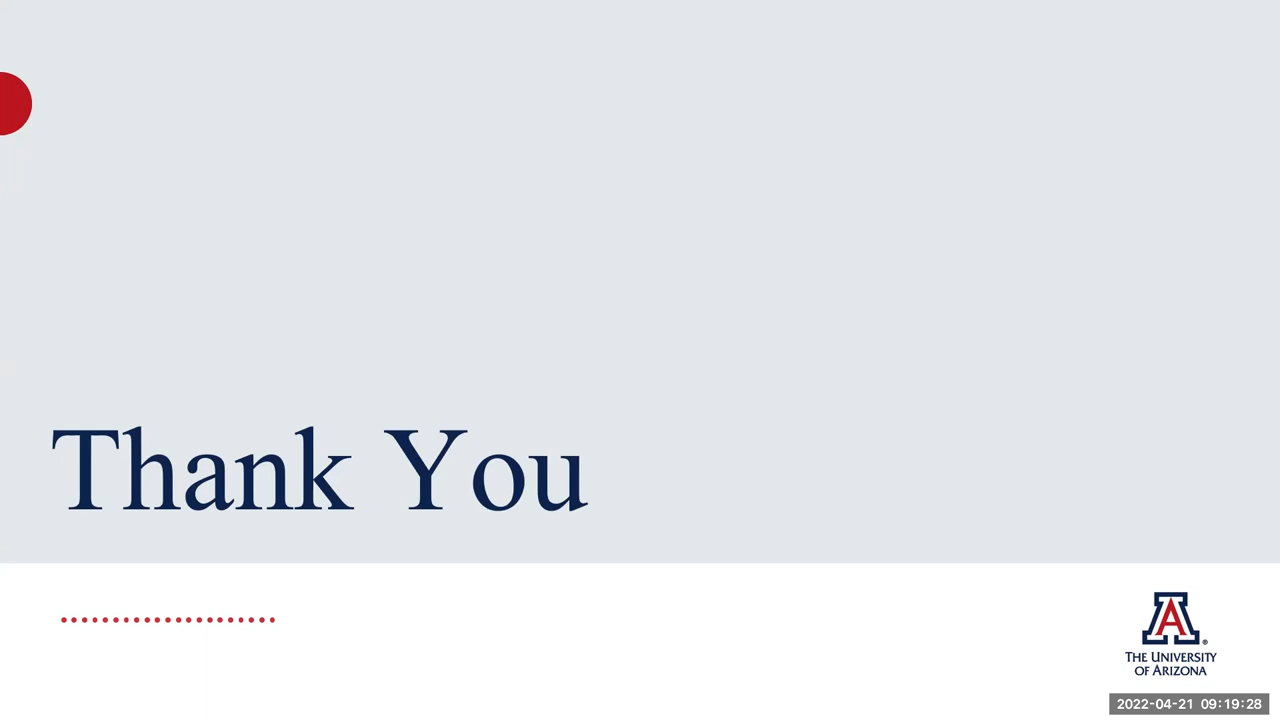 Thank You
A®
THE UNIVERSITY
OF ARIZONA
2022-04-21 09:19:28